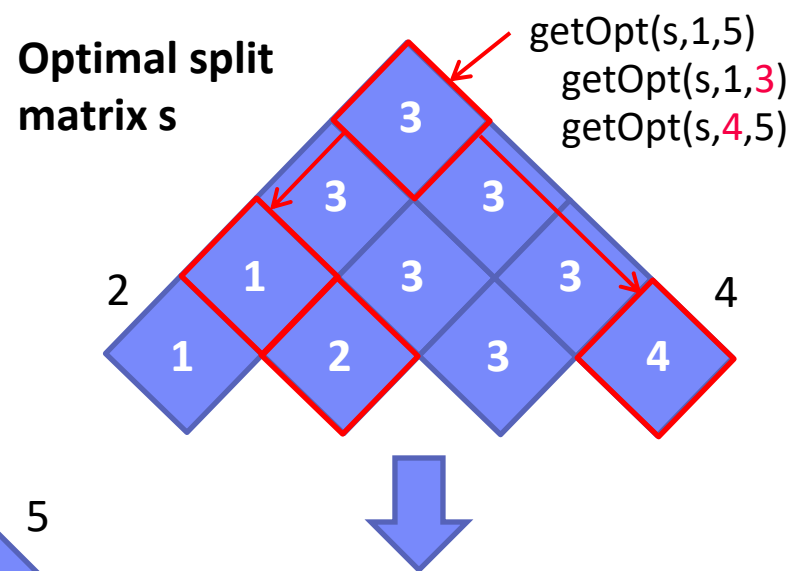 Optimal split
matrix s
getOpt(s,1,5)
getOpt(s,1,3)
getOpt(s,4,5)
3
3 3
2 1 3 3 4
1 2 3 4
5